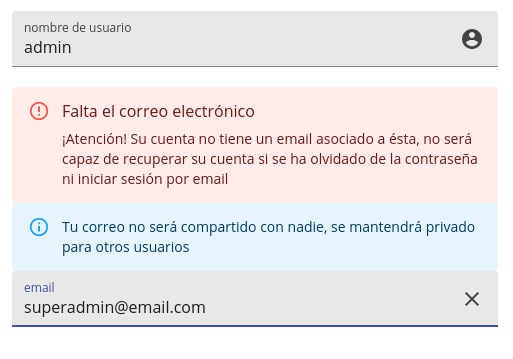 nombre de usuario
admin
Falta el correo electrónico
¡Atención! Su cuenta no tiene un email asociado a ésta, no será
capaz de recuperar su cuenta si se ha olvidado de la contraseña
ni iniciar sesión por email
Tu correo no será compartido con nadie, se mantendrá privado
para otros usuarios
email
superadmin@email.com